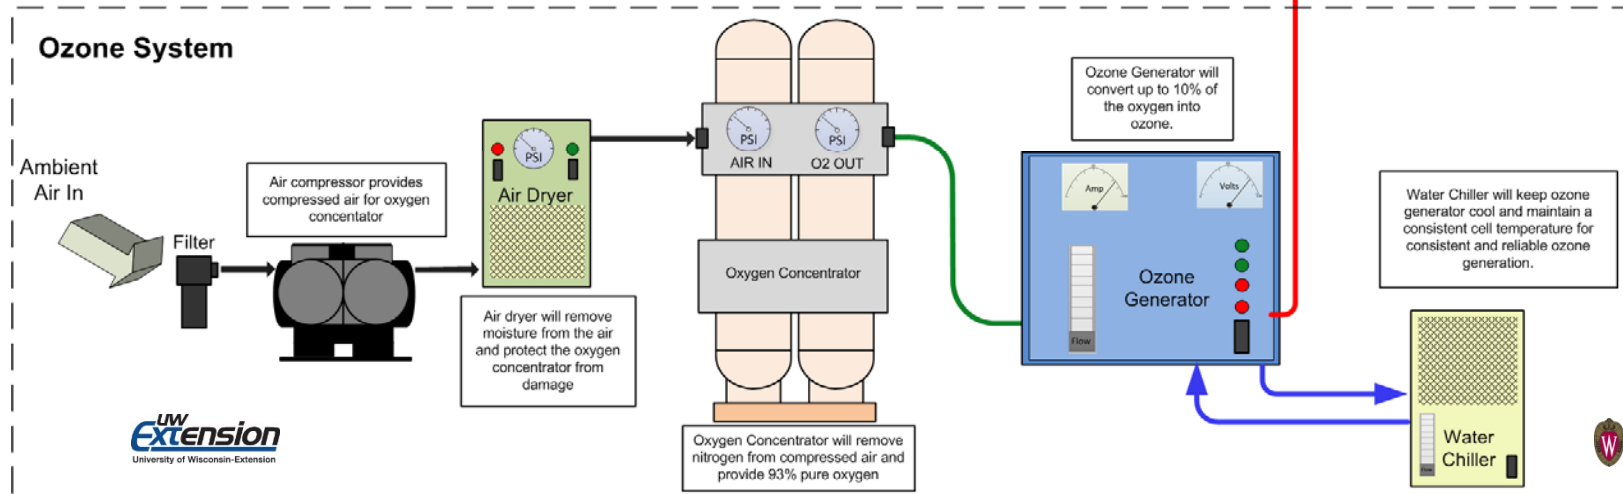 Ozone System
Ambient
Air In
Filter
Air compressor provides
compressed air for oxygen
concentator
PSI
Air Dryer
Air dryer will remove
moisture from the air
and protect the oxygen
concentrator from
damage
PSI
AIR IN
PSI
O2 OUT
Oxygen Concentrator
Oxygen Concentrator will remove
nitrogen from compressed air and
provide 93% pure oxygen
Ozone Generator will
convert up to 10% of
the oxygen into
ozone.
Amp
Volts
Ozone
Generator
Flow
Water Chiller will keep ozone
generator cool and maintain a
consistent cell temperature for
consistent and reliable ozone
generation.
Water
Chiller
Flow
UW
Extension
University of Wisconsin-Extension
W